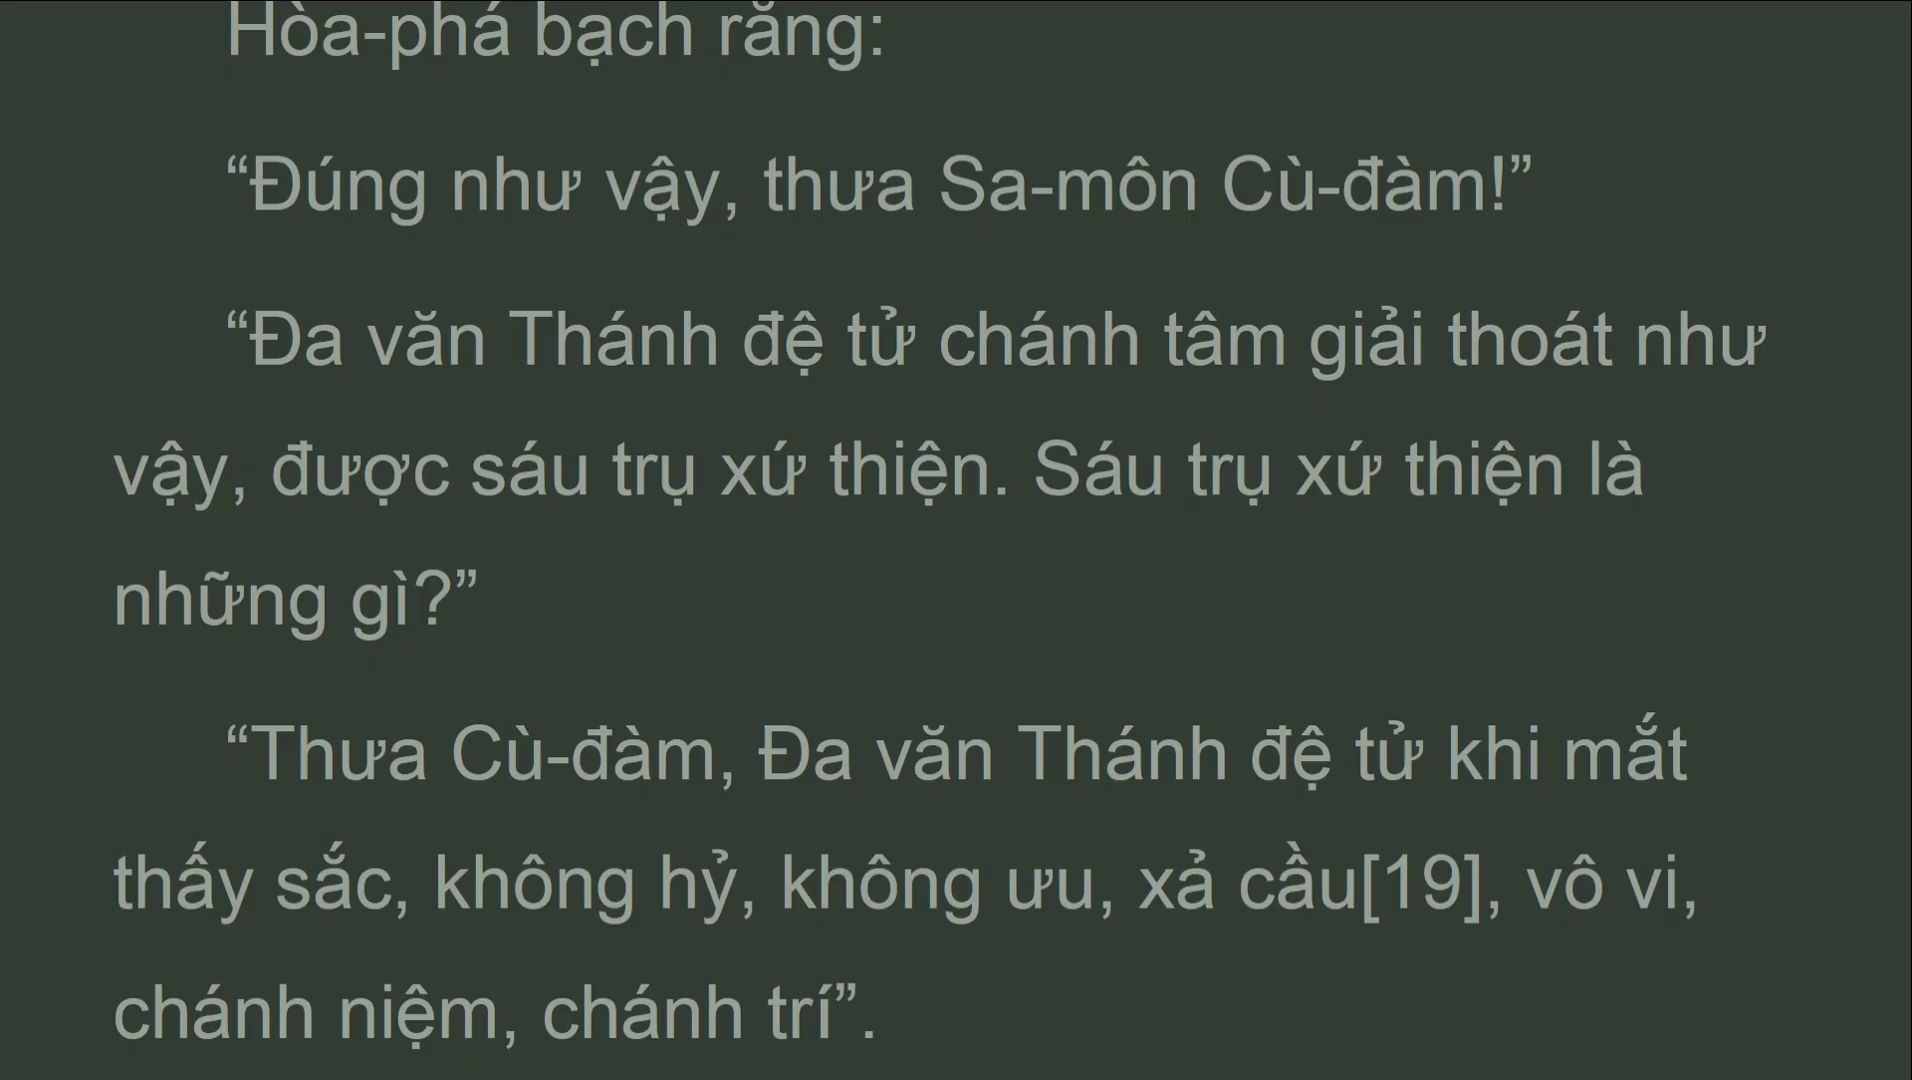 Hòa-phá bạch rằng:
“Đúng như vậy, thưa Sa-môn Cù-đàm!”
“Đa văn Thánh đệ tử chánh tâm giải thoát như
vậy, được sáu trụ xứ thiện. Sáu trụ xứ thiện là
những gì?”
“Thưa Cù-đàm, Đa văn Thánh đệ tử khi mắt
thấy sắc, không hỷ, không ưu, xả cầu[19], vô vi,
chánh niệm, chánh trí”.